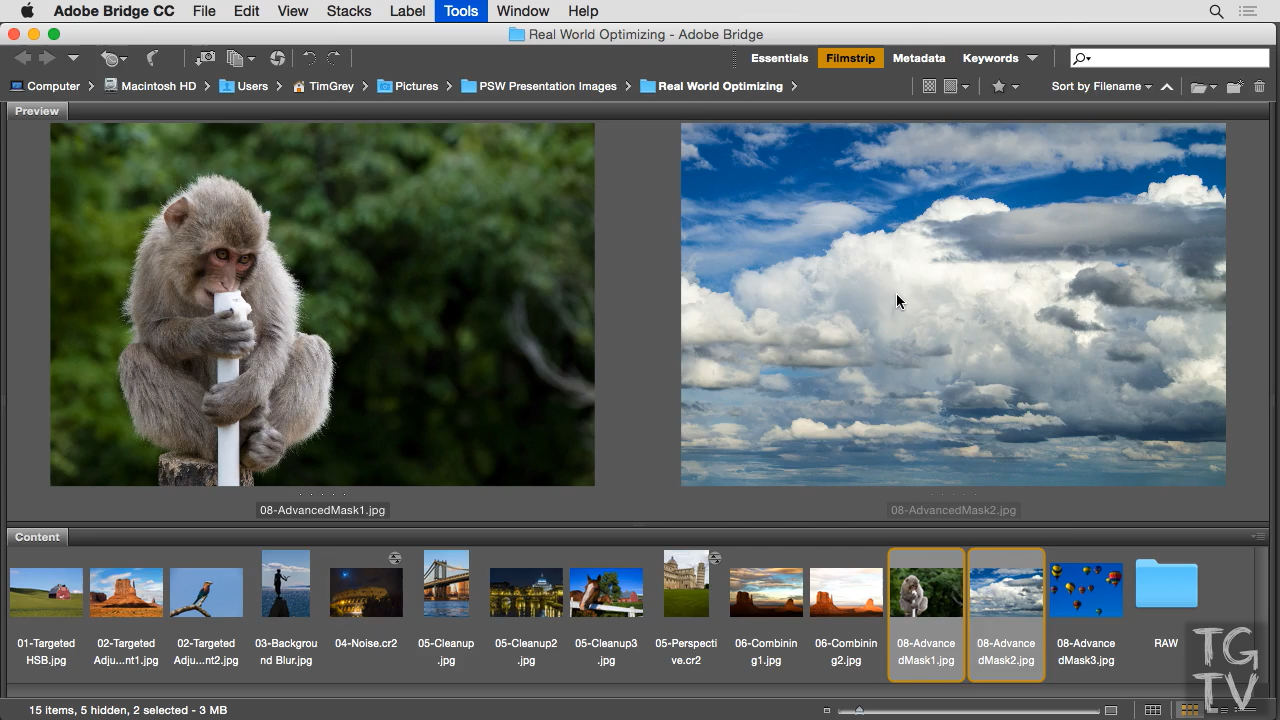 Adobe Bridge CC File Edit View Stacks Label Tools Window Help
Real World Optimizing - Adobe Bridge
Essentials Filmstrip Metadata Keywords
Computer Macintosh HD Users TimGrey Pictures PSW Presentation Images Real World Optimizing Sort by Filename
Preview
08-AdvancedMask1.jpg 08-AdvancedMask2.jpg
Content
01-Targeted 02-Targeted 02-Targeted 03-Backgrou 04-Noise.cr2 05-Cleanup 05-Cleanup2 05-Cleanup3 05-Perspecti 06-Combinin 06-Combinin 08-Advance 08-Advance 08-Advance RAW
HSB.jpg Adju...nt1.jpg Adju...nt2.jpg nd Blur.jpg .jpg .jpg .jpg ve.cr2 g1.jpg g2.jpg dMask1.jpg dMask2.jpg dMask3.jpg
15 items, 5 hidden, 2 selected - 3 MB
TG
TV